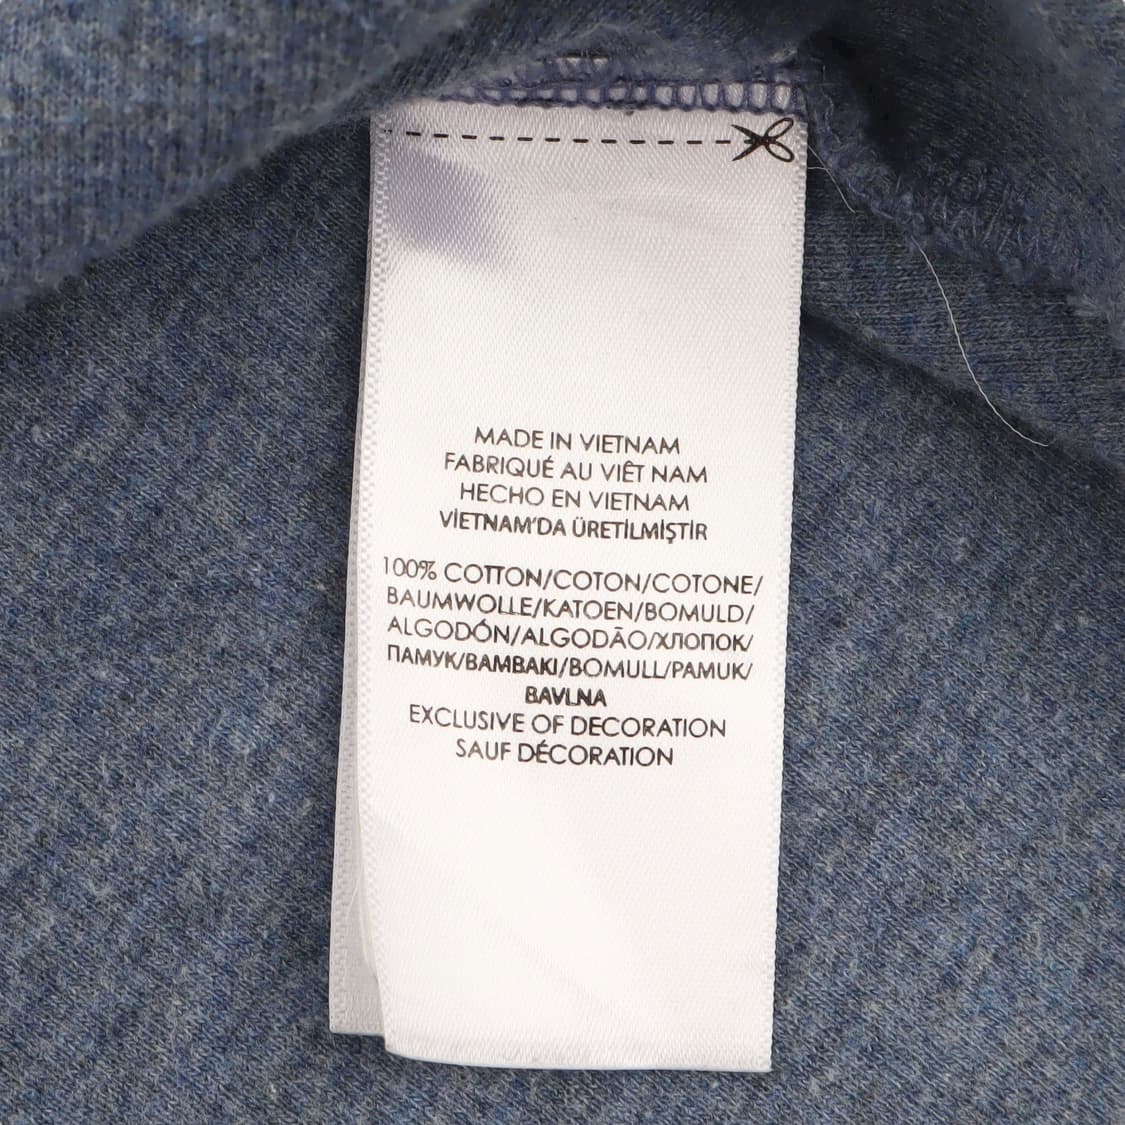 MADE IN VIETNAM
FABRIQUÉ AU VIÊT NAM
HECHO EN VIETNAM
VİETNAM'DA ÜRETİLMİŞTİR
100% COTTON/COTON/COTONE/
BAUMWOLLE/KATOEN/BOMULD/
ALGODÓN/ALGODÃO/ХЛОПОК/
ПАМУК/ΒΑΜΒΑΚΙ/BOMULL/PAMUK/
BAVLNA
EXCLUSIVE OF DECORATION
SAUF DÉCORATION